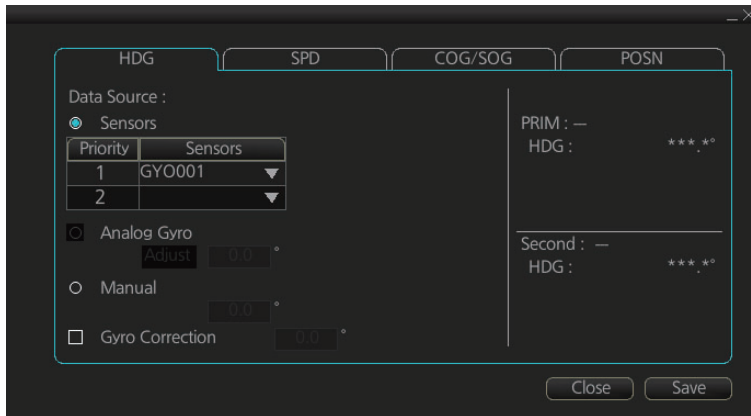 HDG SPD COG/SOG POSN
Data Source :
Sensors
Priority Sensors
1 GYO001
2
Analog Gyro
Adjust 0.0 °
Manual
0.0 °
Gyro Correction 0.0 °
PRIM : —
HDG : ***.*°
Second : —
HDG : ***.*°
Close Save